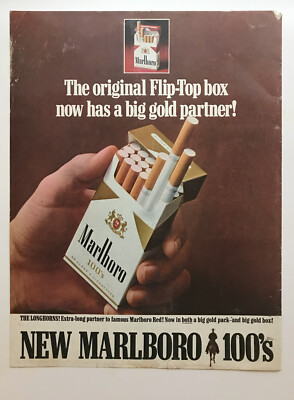 Marlboro
The original Flip-Top box
now has a big gold partner!
Marlboro
100's
THE LONGHORNS! Extra-long partner to famous Marlboro Red! Now in both a big gold pack-and big gold box!
NEW MARLBORO 100's